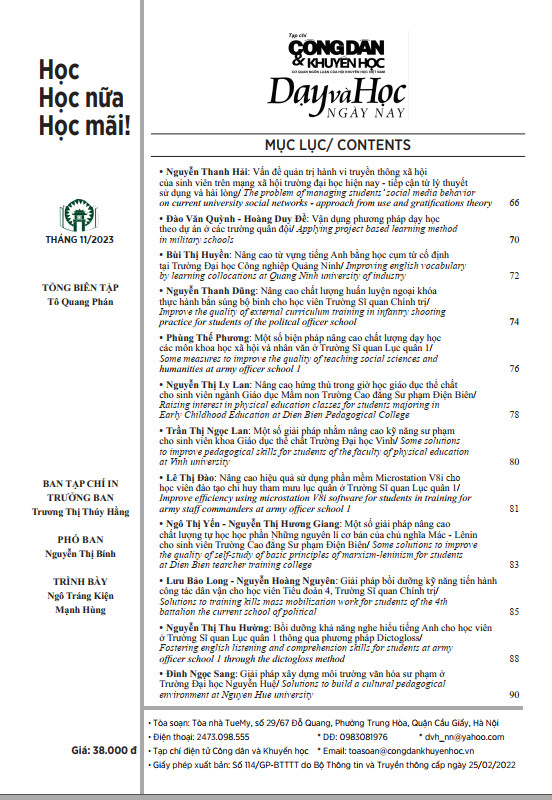 Học
Học nữa
Học mãi!
THÁNG 11/2023
TỔNG BIÊN TẬP
Tô Quang Phán
BAN TẠP CHÍ IN
TRƯỞNG BAN
Trương Thị Thúy Hằng
PHÓ BAN
Nguyễn Thị Bính
TRÌNH BÀY
Ngô Tráng Kiện
Mạnh Hùng
Giá: 38.000 đ
Tạp chí
CÔNG DÂN
& KHUYẾN HỌC
CƠ QUAN NGÔN LUẬN CỦA HỘI KHUYẾN HỌC VIỆT NAM
Dạy và Học
NGÀY NAY
MỤC LỤC/ CONTENTS
• Nguyễn Thanh Hải: Vấn đề quản trị hành vi truyền thông xã hội
của sinh viên trên mạng xã hội trường đại học hiện nay - tiếp cận từ lý thuyết
sử dụng và hài lòng/ The problem of managing students' social media behavior
on current university social networks - approach from use and gratifications theory 66
• Đào Văn Quỳnh - Hoàng Duy Đề: Vận dụng phương pháp dạy học
theo dự án ở các trường quân đội/ Applying project based learning method
in military schools 70
• Bùi Thị Huyền: Nâng cao từ vựng tiếng Anh bằng học cụm từ cố định
tại Trường Đại học Công nghiệp Quảng Ninh/ Improving english vocabulary
by learning collocations at Quang Ninh university of industry 72
• Nguyễn Thanh Dũng: Nâng cao chất lượng huấn luyện ngoại khóa
thực hành bắn súng bộ binh cho học viên Trường Sĩ quan Chính trị/
Improve the quality of external curriculum training in infantry shooting
practice for students of the politcal officer school 74
• Phùng Thế Phương: Một số biện pháp nâng cao chất lượng dạy học
các môn khoa học xã hội và nhân văn ở Trường Sĩ quan Lục quân 1/
Some measures to improve the quality of teaching social sciences and
humanities at army officer school 1 76
• Nguyễn Thị Ly Lan: Nâng cao hứng thú trong giờ học giáo dục thể chất
cho sinh viên ngành Giáo dục Mầm non Trường Cao đẳng Sư phạm Điện Biên/
Raising interest in physical education classes for students majoring in
Early Childhood Education at Dien Bien Pedagogical College 78
• Trần Thị Ngọc Lan: Một số giải pháp nhằm nâng cao kỹ năng sư phạm
cho sinh viên khoa Giáo dục thể chất Trường Đại học Vinh/ Some solutions
to improve pedagogical skills for students of the faculty of physical education
at Vinh university 80
• Lê Thị Đào: Nâng cao hiệu quả sử dụng phần mềm Microstation V8i cho
học viên đào tạo chỉ huy tham mưu lục quân ở Trường Sĩ quan Lục quân 1/
Improve efficiency using microstation V8i software for students in training for
army staff commanders at army officer school 1 81
• Ngô Thị Yến - Nguyễn Thị Hương Giang: Một số giải pháp nâng cao
chất lượng tự học học phần Những nguyên lí cơ bản của chủ nghĩa Mác - Lênin
cho sinh viên Trường Cao đẳng Sư phạm Điện Biên/ Some solutions to improve
the quality of self-study of basic principles of marxism-leninism for students
at Dien Bien tearcher training college 83
• Lưu Bảo Long - Nguyễn Hoàng Nguyên: Giải pháp bồi dưỡng kỹ năng tiến hành
công tác dân vận cho học viên Tiểu đoàn 4, Trường Sĩ quan Chính trị/
Solutions to training kills mass mobilization work for students of the 4th
battalion the current school of political 85
• Nguyễn Thị Thu Hường: Bồi dưỡng khả năng nghe hiểu tiếng Anh cho học viên
ở Trường Sĩ quan Lục quân 1 thông qua phương pháp Dictogloss/
Fostering english listening and comprehension skills for students at army
officer school 1 through the dictogloss method 88
• Đinh Ngọc Sang: Giải pháp xây dựng môi trường văn hóa sư phạm ở
Trường Đại học Nguyễn Huệ/ Solutions to build a cultural pedagogical
environment at Nguyen Hue university 90
• Tòa soạn: Tòa nhà TueMy, số 29/67 Đỗ Quang, Phường Trung Hòa, Quận Cầu Giấy, Hà Nội
• Điện thoại: 2473.098.555 * DĐ: 0983081976 * dvh_nn@yahoo.com
• Tạp chí điện tử Công dân và Khuyến học * Email: toasoan@congdankhuyenhoc.vn
• Giấy phép xuất bản: Số 114/GP-BTTTT do Bộ Thông tin và Truyền thông cấp ngày 25/02/2022